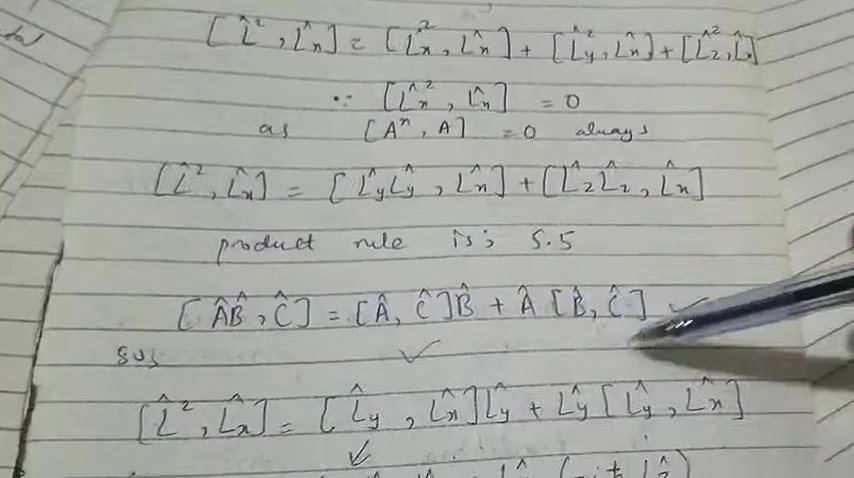 [L̂², L̂x] = [L̂x², L̂x] + [L̂y², L̂x] + [L̂z², L̂x]
∵ [L̂x², L̂x] = 0
as [Aⁿ, A] = 0 always
[L̂², L̂x] = [L̂yL̂y, L̂x] + [L̂zL̂z, L̂x]
product rule is; 5.5
[ÂB̂, Ĉ] = [Â, Ĉ]B̂ + Â [B̂, Ĉ]
[L̂², L̂x] = [L̂y, L̂x]L̂y + L̂y [L̂y, L̂x]